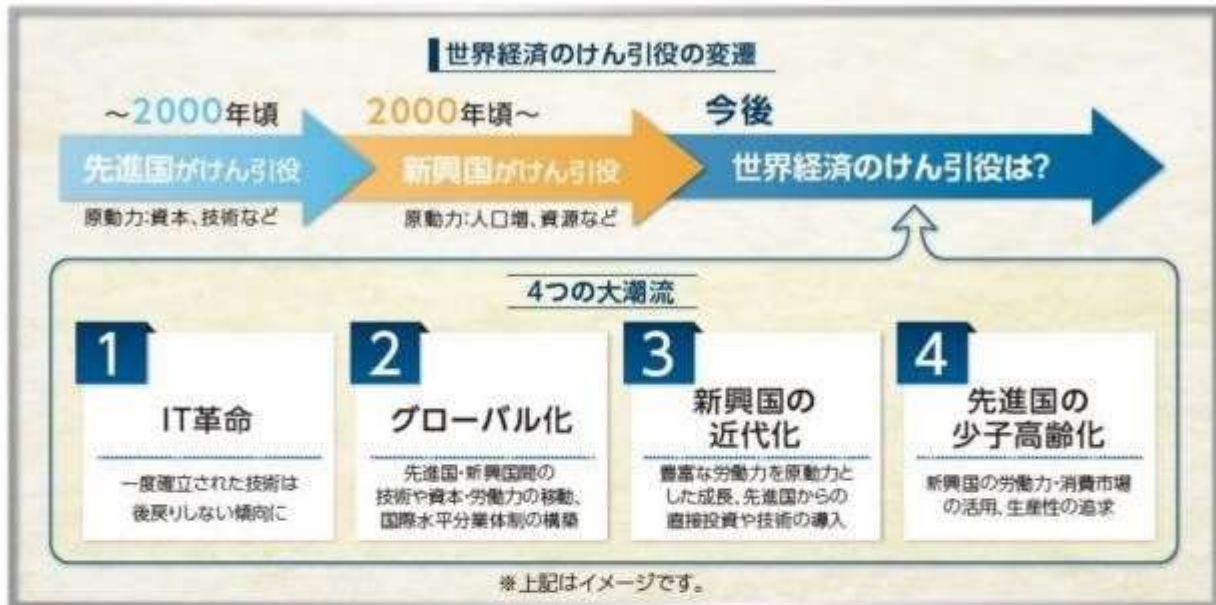 世界経済のけん引役の変遷
～2000年頃
2000年頃～
今後
先進国がけん引役
新興国がけん引役
世界経済のけん引役は?
原動力:資本、技術など
原動力:人口増、資源など
4つの大潮流
1
IT革命
一度確立された技術は
後戻りしない傾向に
2
グローバル化
先進国・新興国間の
技術や資本・労働力の移動、
国際水平分業体制の構築
3
新興国の
近代化
豊富な労働力を原動力と
した成長、先進国からの
直接投資や技術の導入
4
先進国の
少子高齢化
新興国の労働力・消費市場
の活用、生産性の追求
※上記はイメージです。